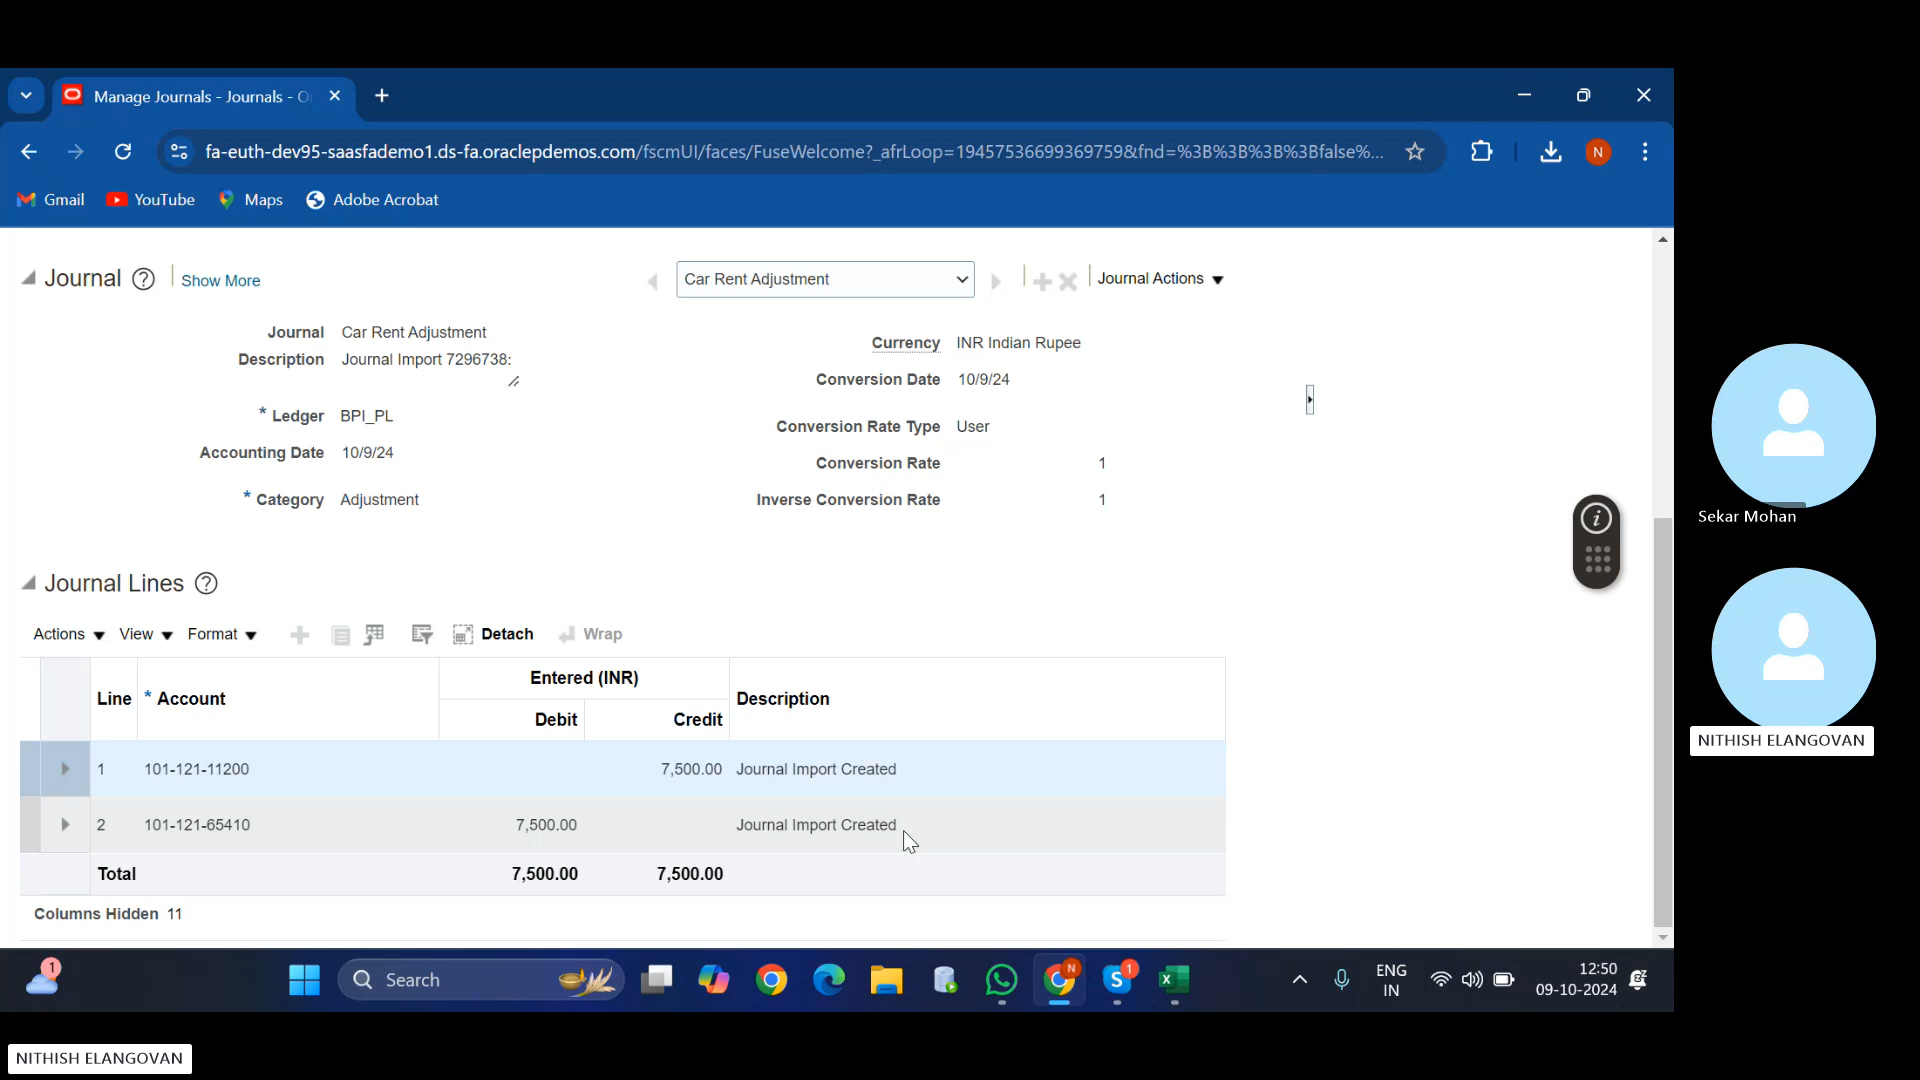 Manage Journals - Journals - O
fa-euth-dev95-saasfademo1.ds-fa.oraclepdemos.com/fscmUI/faces/FuseWelcome?_afrLoop=19457536699369759&fnd=%3B%3B%3B%3Bfalse%...
N
Gmail YouTube Maps Adobe Acrobat
Journal Show More Car Rent Adjustment Journal Actions
Journal Car Rent Adjustment
Description Journal Import 7296738:
* Ledger BPI_PL
Accounting Date 10/9/24
* Category Adjustment
Currency INR Indian Rupee
Conversion Date 10/9/24
Conversion Rate Type User
Conversion Rate 1
Inverse Conversion Rate 1
Journal Lines
Actions View Format Detach Wrap
Line * Account Entered (INR) Description
Debit Credit
1 101-121-11200 7,500.00 Journal Import Created
2 101-121-65410 7,500.00 Journal Import Created
Total 7,500.00 7,500.00
Columns Hidden 11
Sekar Mohan
NITHISH ELANGOVAN
1
Search
N
S 1
ENG
IN
12:50
09-10-2024
NITHISH ELANGOVAN